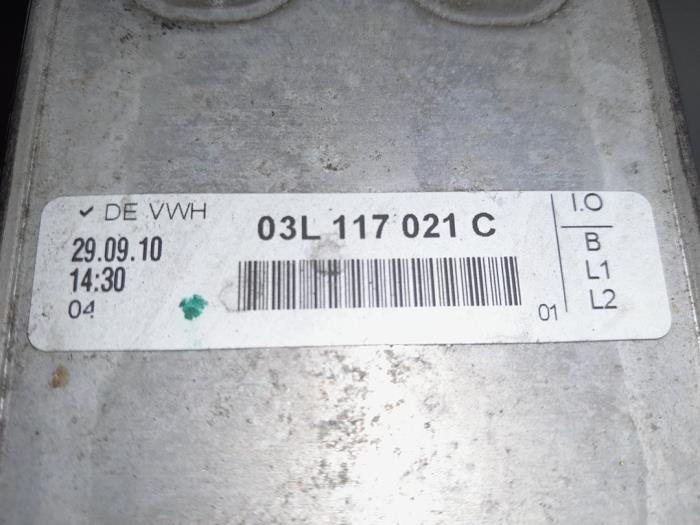 ✓ DE VWH
29.09.10
14:30
04
03L 117 021 C
01
I.O
B
L1
L2